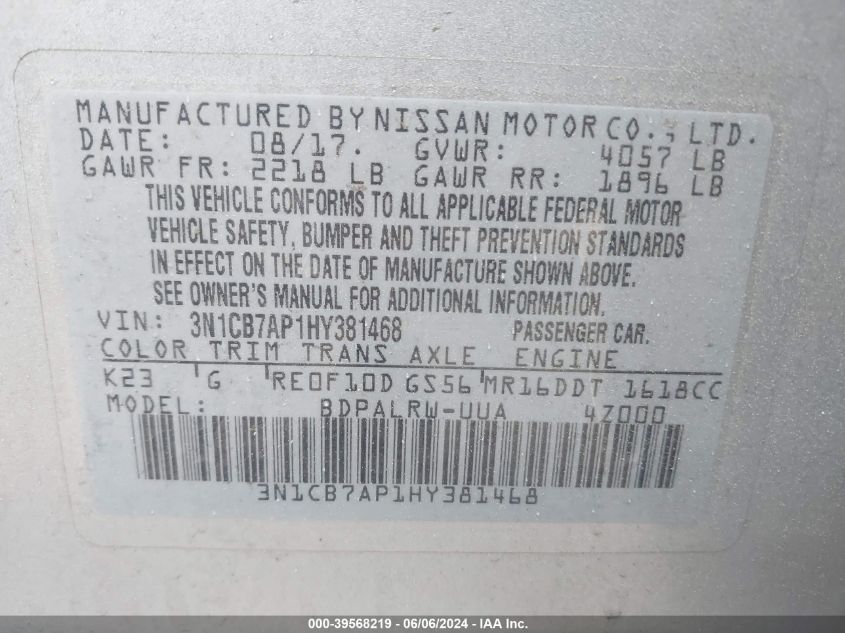 MANUFACTURED BY NISSAN MOTOR CO., LTD.
DATE: 08/17. GVWR: 4057 LB
GAWR FR: 2218 LB GAWR RR: 1896 LB
THIS VEHICLE CONFORMS TO ALL APPLICABLE FEDERAL MOTOR
VEHICLE SAFETY, BUMPER AND THEFT PREVENTION STANDARDS
IN EFFECT ON THE DATE OF MANUFACTURE SHOWN ABOVE.
SEE OWNER'S MANUAL FOR ADDITIONAL INFORMATION.
VIN: 3N1CB7AP1HY381468 PASSENGER CAR.
COLOR TRIM TRANS AXLE ENGINE
K23 G RE0F10D GS56 MR16DDT 1618CC
MODEL: BDPALRW-UUA 4Z000
3N1CB7AP1HY381468
000-39568219 - 06/06/2024 - IAA Inc.